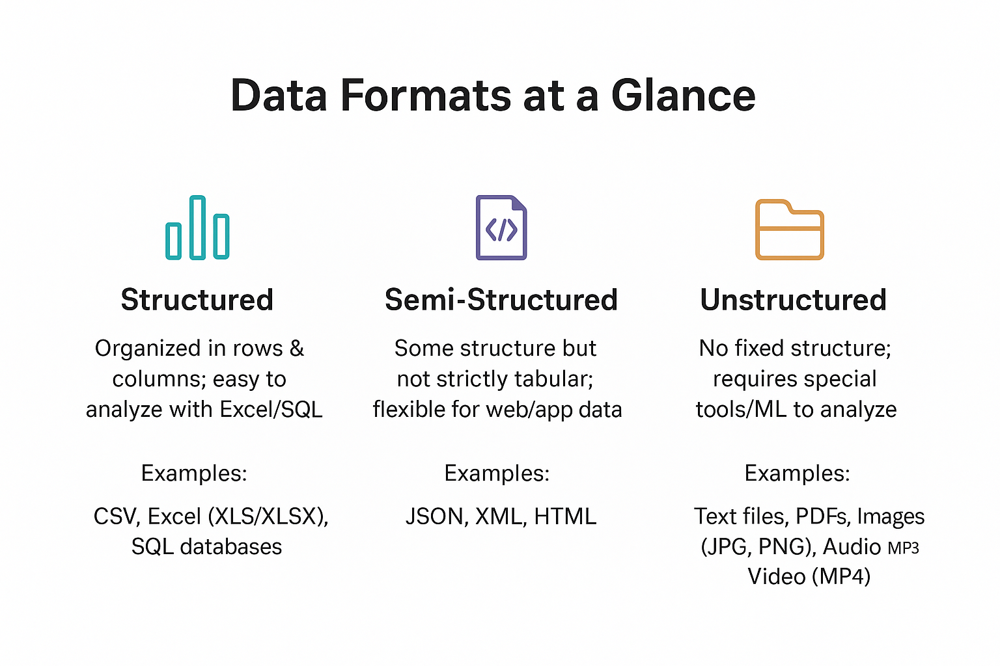 Data Formats at a Glance
</>
Structured
Organized in rows &
columns; easy to
analyze with Excel/SQL
Examples:
CSV, Excel (XLS/XLSX),
SQL databases
Semi-Structured
Some structure but
not strictly tabular;
flexible for web/app data
Examples:
JSON, XML, HTML
Unstructured
No fixed structure;
requires special
tools/ML to analyze
Examples:
Text files, PDFs, Images
(JPG, PNG), Audio MP3
Video (MP4)